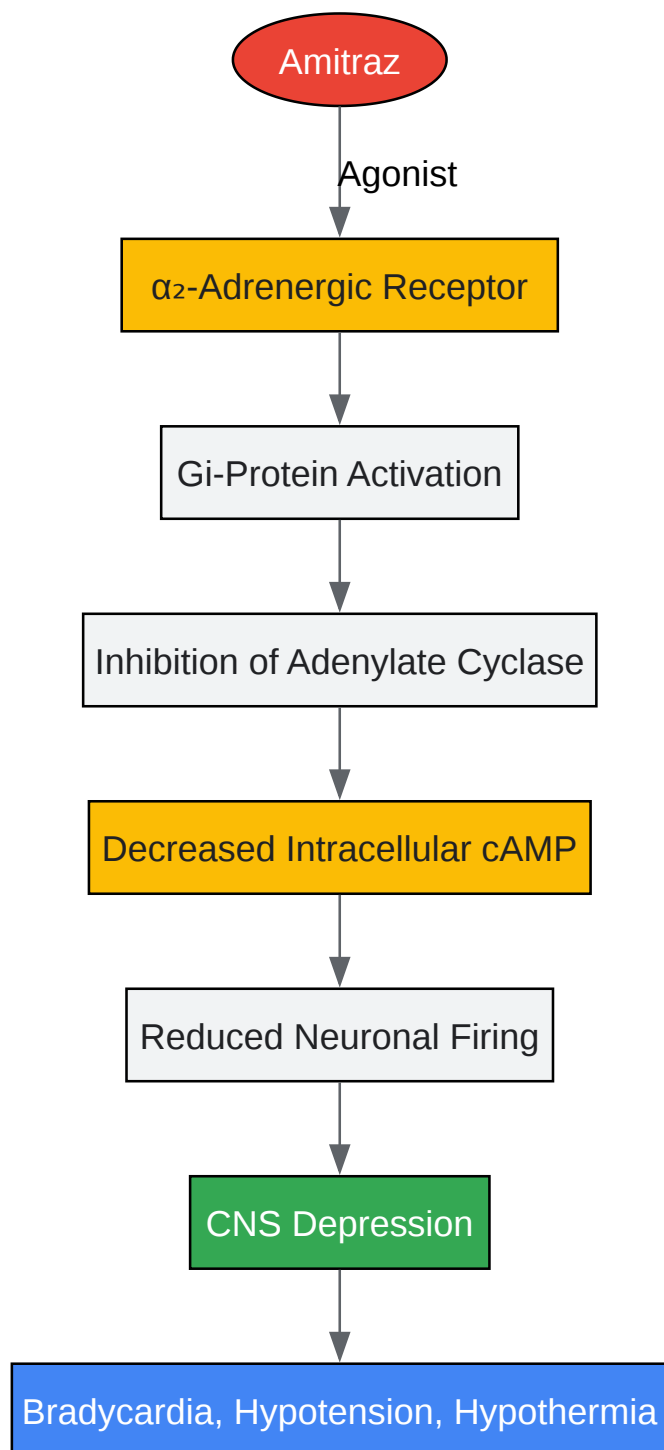 Amitraz
Agonist
α₂-Adrenergic Receptor
Gi-Protein Activation
Inhibition of Adenylate Cyclase
Decreased Intracellular cAMP
Reduced Neuronal Firing
CNS Depression
Bradycardia, Hypotension, Hypothermia